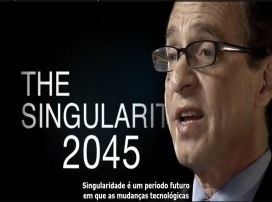 THE
SINGULARIT
2045
Singularidade é um período futuro
em que as mudanças tecnológicas